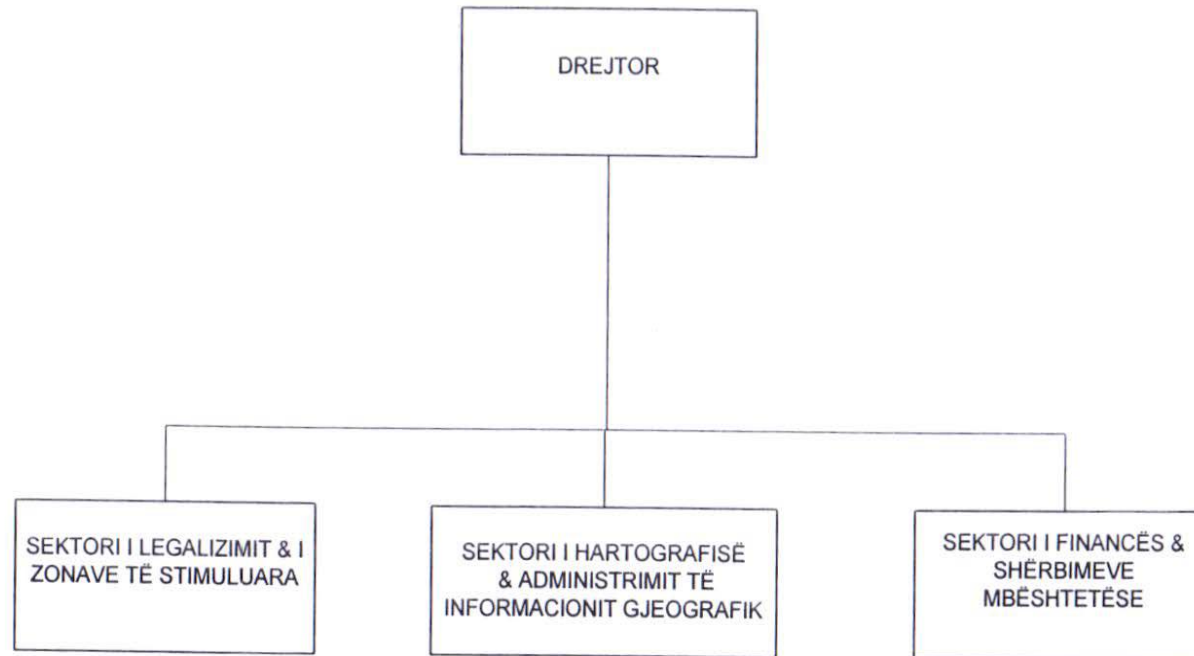 DREJTOR
SEKTORI I LEGALIZIMIT & I
ZONAVE TË STIMULUARA
SEKTORI I HARTOGRAFISË
& ADMINISTRIMIT TË
INFORMACIONIT GJEOGRAFIK
SEKTORI I FINANCËS &
SHËRBIMEVE
MBËSHTETËSE